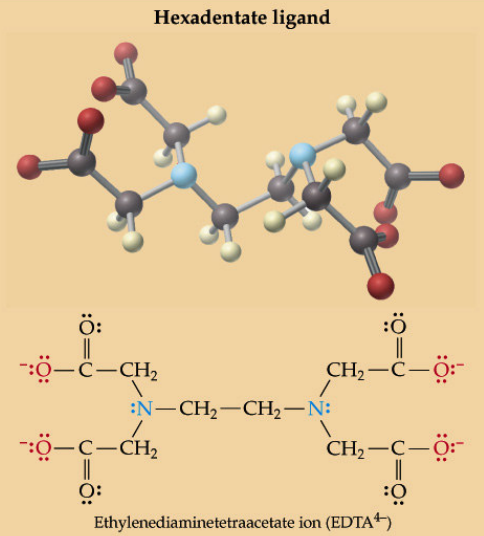 Hexadentate ligand
:Ö :Ö
⁻:Ö—C—CH₂ CH₂—C—Ö:⁻
:N—CH₂—CH₂—N:
⁻:Ö—C—CH₂ CH₂—C—Ö:⁻
:O :O
Ethylenediaminetetraacetate ion (EDTA⁴⁻)